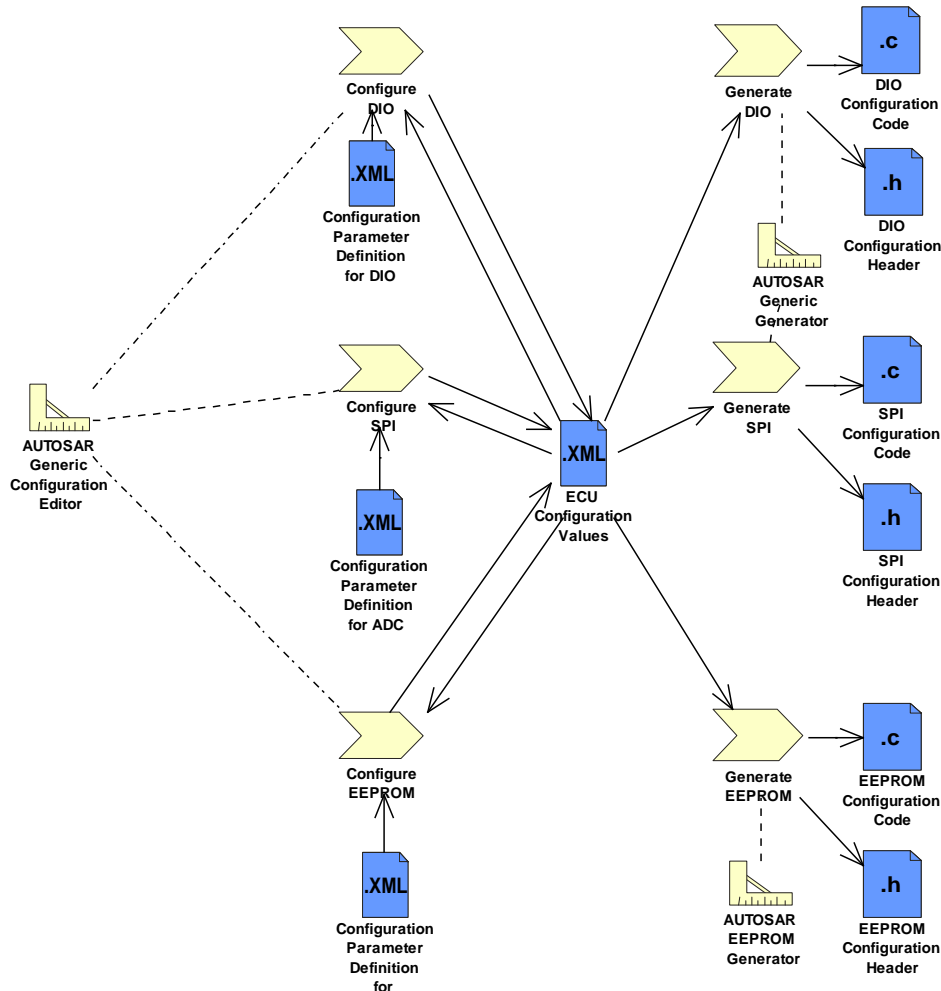 .c
Configure
DIO
Generate
DIO
DIO
Configuration
Code
.XML
.h
Configuration
Parameter
Definition
for DIO
DIO
Configuration
Header
AUTOSAR
Generic
Generator
.c
Configure
SPI
Generate
SPI
SPI
Configuration
Code
AUTOSAR
Generic
Configuration
Editor
.XML
ECU
Configuration
Values
.XML
Configuration
Parameter
Definition
for ADC
.h
SPI
Configuration
Header
.c
Configure
EEPROM
Generate
EEPROM
EEPROM
Configuration
Code
.XML
Configuration
Parameter
Definition
for
AUTOSAR
EEPROM
Generator
.h
EEPROM
Configuration
Header